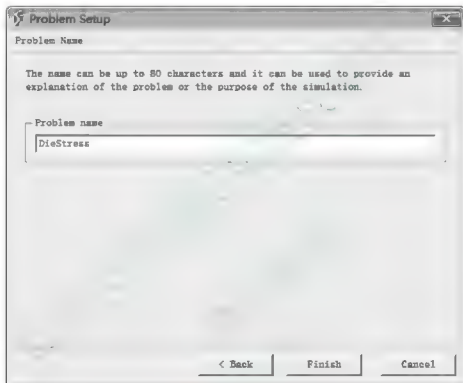 Problem Setup
Problem Name
The name can be up to 80 characters and it can be used to provide an
explanation of the problem or the purpose of the simulation.
Problem name
DieStress
< Back Finish Cancel